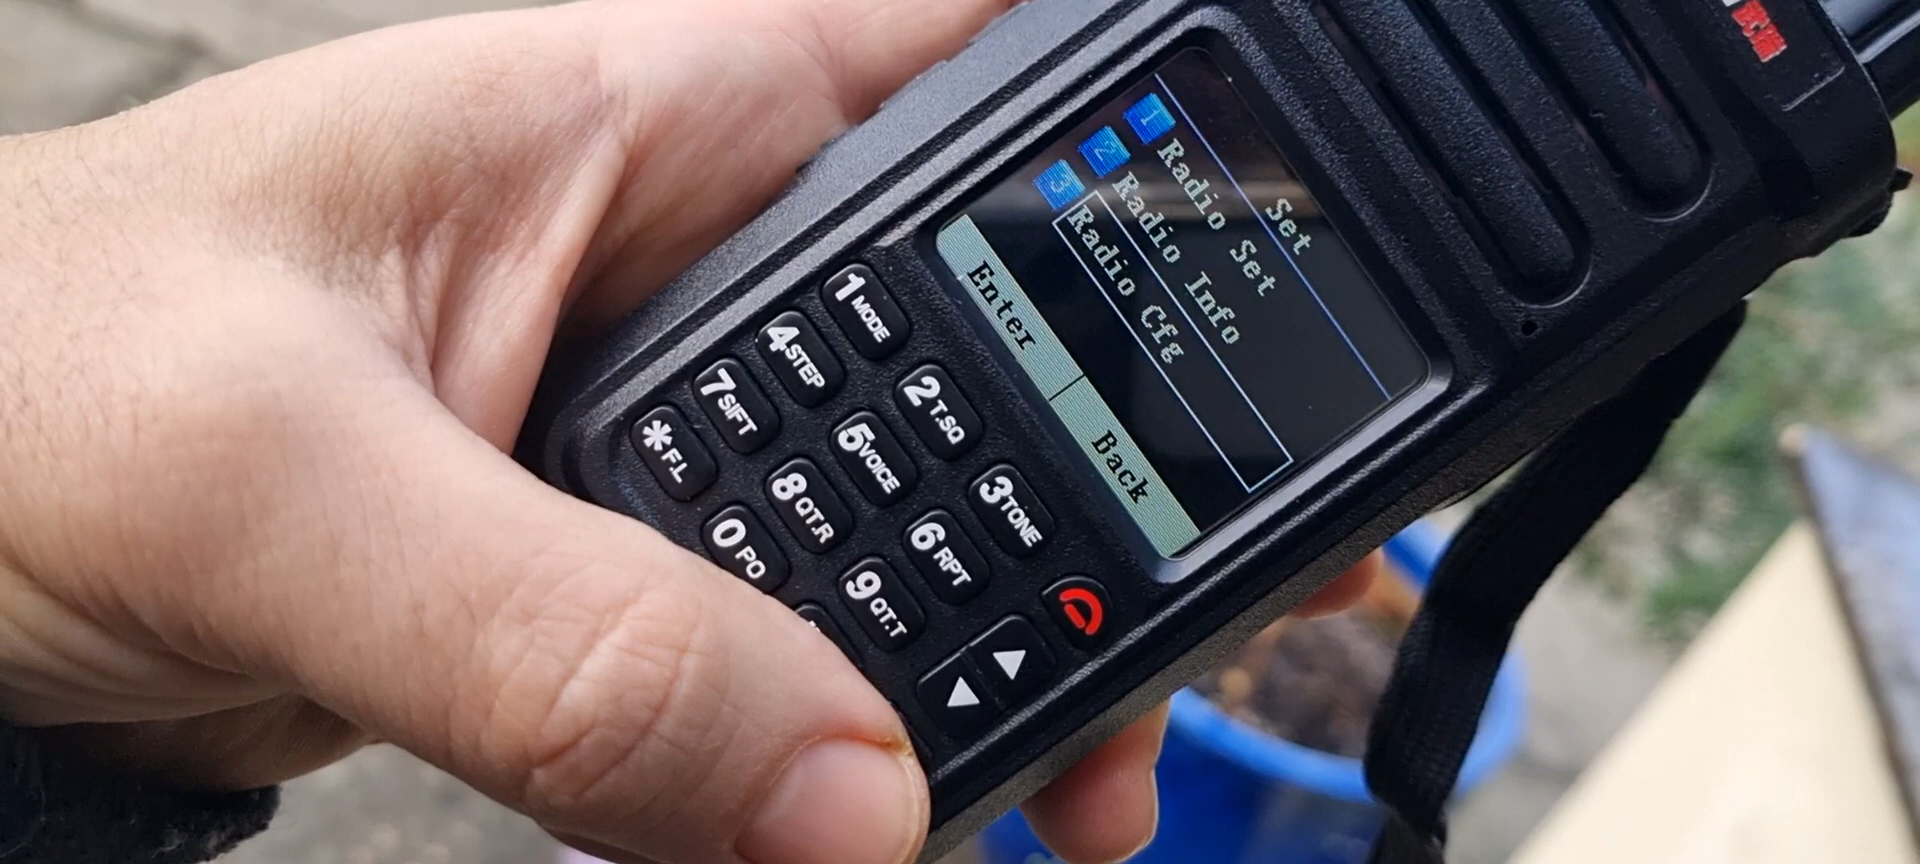 Set
1 Radio Set
2 Radio Info
3 Radio Cfg
Enter Back
1 MODE
2 T.SQ
3 TONE
4 STEP
5 VOICE
6 RPT
7 SIFT
8 QT.R
9 QT.T
* F.L
0 PO